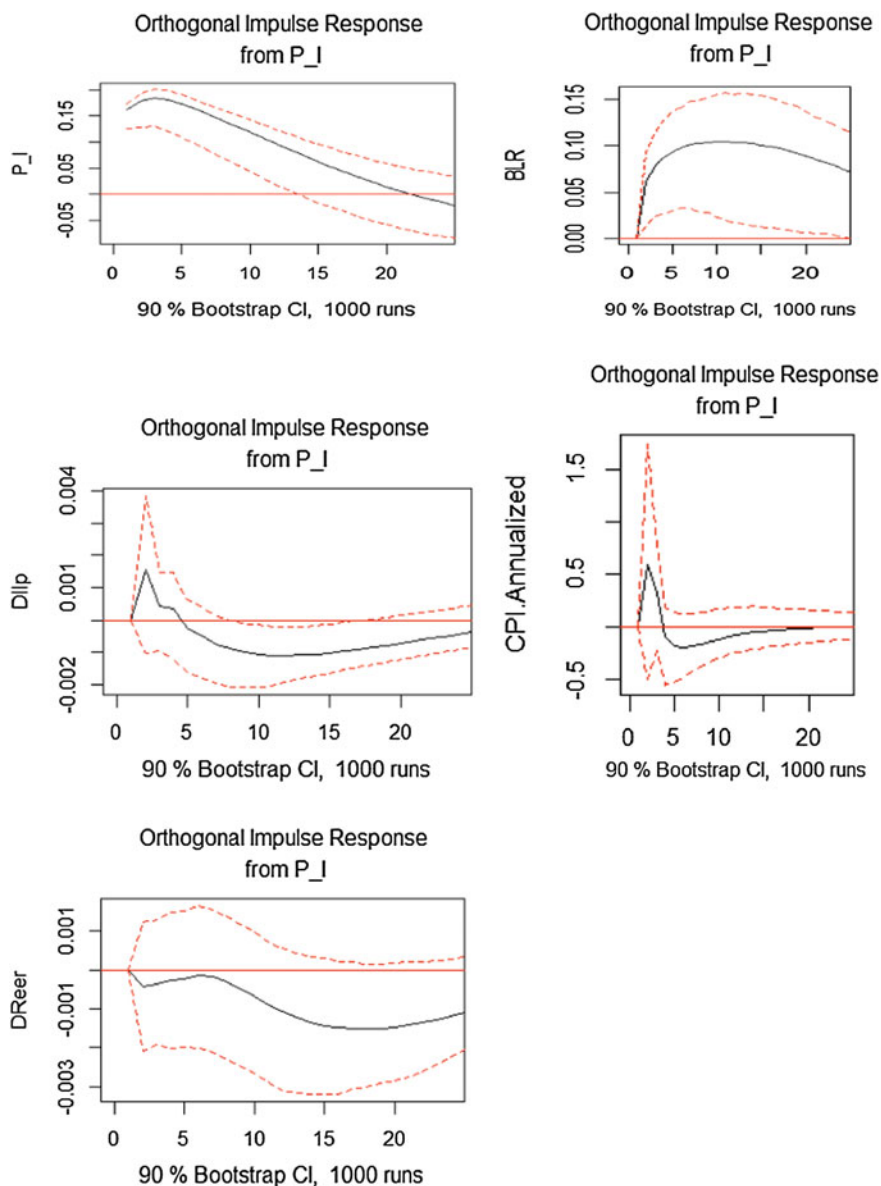 Orthogonal Impulse Response
from P_I
P_I
0.15
0.05
-0.05
0 5 10 15 20
90 % Bootstrap CI, 1000 runs
Orthogonal Impulse Response
from P_I
BLR
0.15
0.10
0.05
0.00
0 5 10 20
90 % Bootstrap CI, 1000 runs
Orthogonal Impulse Response
from P_I
DIIp
0.004
0.001
-0.002
0 5 10 15 20
90 % Bootstrap CI, 1000 runs
Orthogonal Impulse Response
from P_I
CPI.Annualized
1.5
0.5
-0.5
0 5 10 20
90 % Bootstrap CI, 1000 runs
Orthogonal Impulse Response
from P_I
DReer
0.001
-0.001
-0.003
0 5 10 15 20
90 % Bootstrap CI, 1000 runs